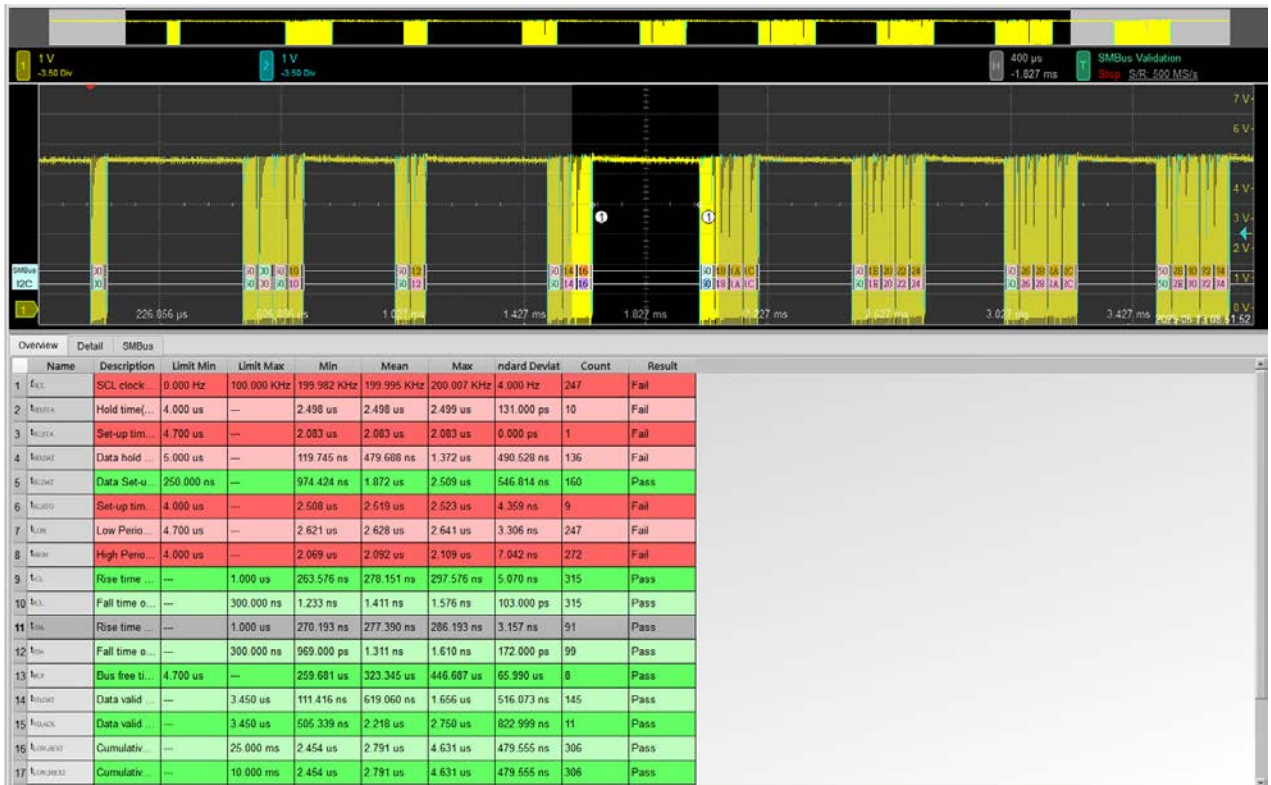 1 V
-3.50 Div
2
1 V
-3.50 Div
H
400 µs
-1.827 ms
T
SMBus Validation
Stop S/R: 500 MS/s
7 V
6 V
4 V
3 V
2 V
1 V
0 V
1
1
SMBus
I2C
1
226.856 µs
1.427 ms
1.827 ms
3.427 ms
Overview Detail SMBus
Name Description Limit Min Limit Max Min Mean Max ndard Deviat Count Result
1 SCL clock... 0.000 Hz 100.000 KHz 199.982 KHz 199.995 KHz 200.007 KHz 4.000 Hz 247 Fail
2 Hold time(... 4.000 us --- 2.498 us 2.498 us 2.499 us 131.000 ps 10 Fail
3 Set-up tim... 4.700 us --- 2.083 us 2.083 us 2.083 us 0.000 ps 1 Fail
4 Data hold ... 5.000 us --- 119.745 ns 479.688 ns 1.372 us 490.528 ns 136 Fail
5 Data Set-u... 250.000 ns --- 974.424 ns 1.872 us 2.509 us 546.814 ns 160 Pass
6 Set-up tim... 4.000 us --- 2.508 us 2.519 us 2.523 us 4.359 ns 9 Fail
7 Low Perio... 4.700 us --- 2.621 us 2.628 us 2.641 us 3.306 ns 247 Fail
8 High Perio... 4.000 us --- 2.069 us 2.092 us 2.109 us 7.042 ns 272 Fail
9 Rise time ... --- 1.000 us 263.576 ns 278.151 ns 297.576 ns 5.070 ns 315 Pass
10 Fall time o... --- 300.000 ns 1.233 ns 1.411 ns 1.576 ns 103.000 ps 315 Pass
11 Rise time ... --- 1.000 us 270.193 ns 277.390 ns 286.193 ns 3.157 ns 91 Pass
12 Fall time o... --- 300.000 ns 969.000 ps 1.311 ns 1.610 ns 172.000 ps 99 Pass
13 Bus free ti... 4.700 us --- 259.681 us 323.345 us 446.687 us 65.990 us 8 Pass
14 Data valid ... --- 3.450 us 111.416 ns 619.060 ns 1.656 us 516.073 ns 145 Pass
15 Data valid ... --- 3.450 us 505.339 ns 2.218 us 2.750 us 822.999 ns 11 Pass
16 Cumulativ... --- 25.000 ms 2.454 us 2.791 us 4.631 us 479.555 ns 306 Pass
17 Cumulativ... --- 10.000 ms 2.454 us 2.791 us 4.631 us 479.555 ns 306 Pass